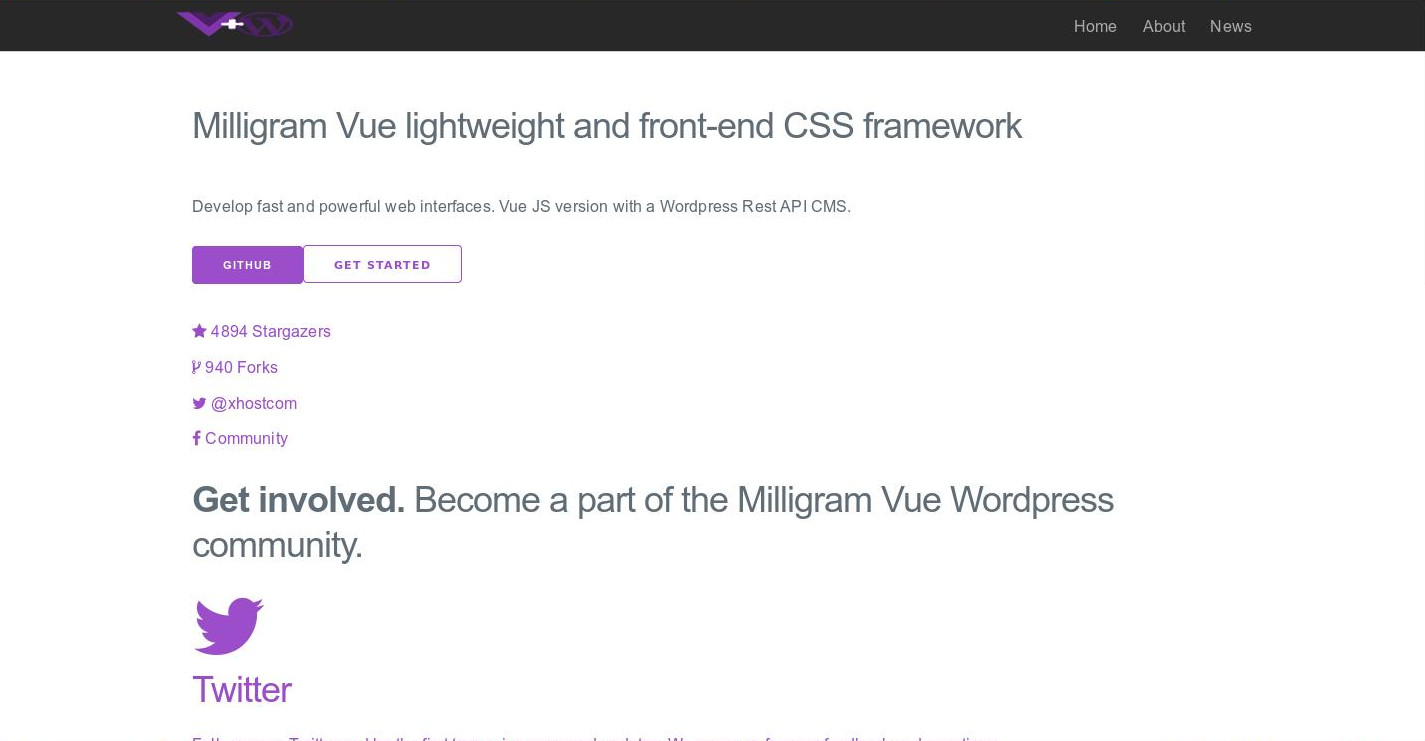 Home About News
Milligram Vue lightweight and front-end CSS framework
Develop fast and powerful web interfaces. Vue JS version with a Wordpress Rest API CMS.
GITHUB GET STARTED
4894 Stargazers
940 Forks
@xhostcom
Community
Get involved. Become a part of the Milligram Vue Wordpress
community.
Twitter